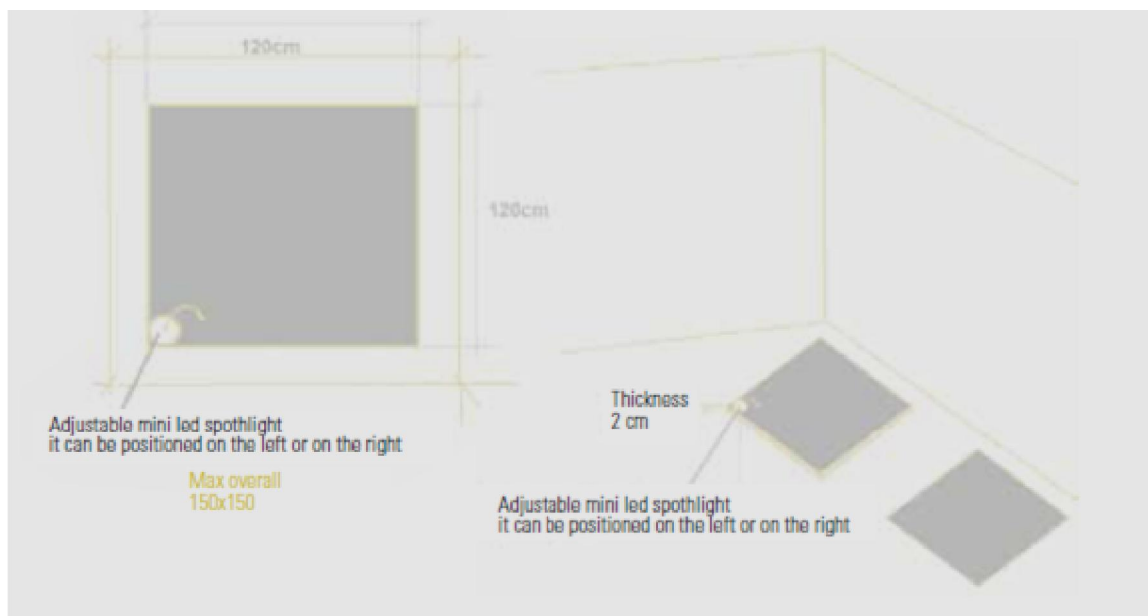 120cm
120cm
Adjustable mini led spothlight
it can be positioned on the left or on the right
Max overall
150x150
Thickness
2 cm
Adjustable mini led spothlight
it can be positioned on the left or on the right